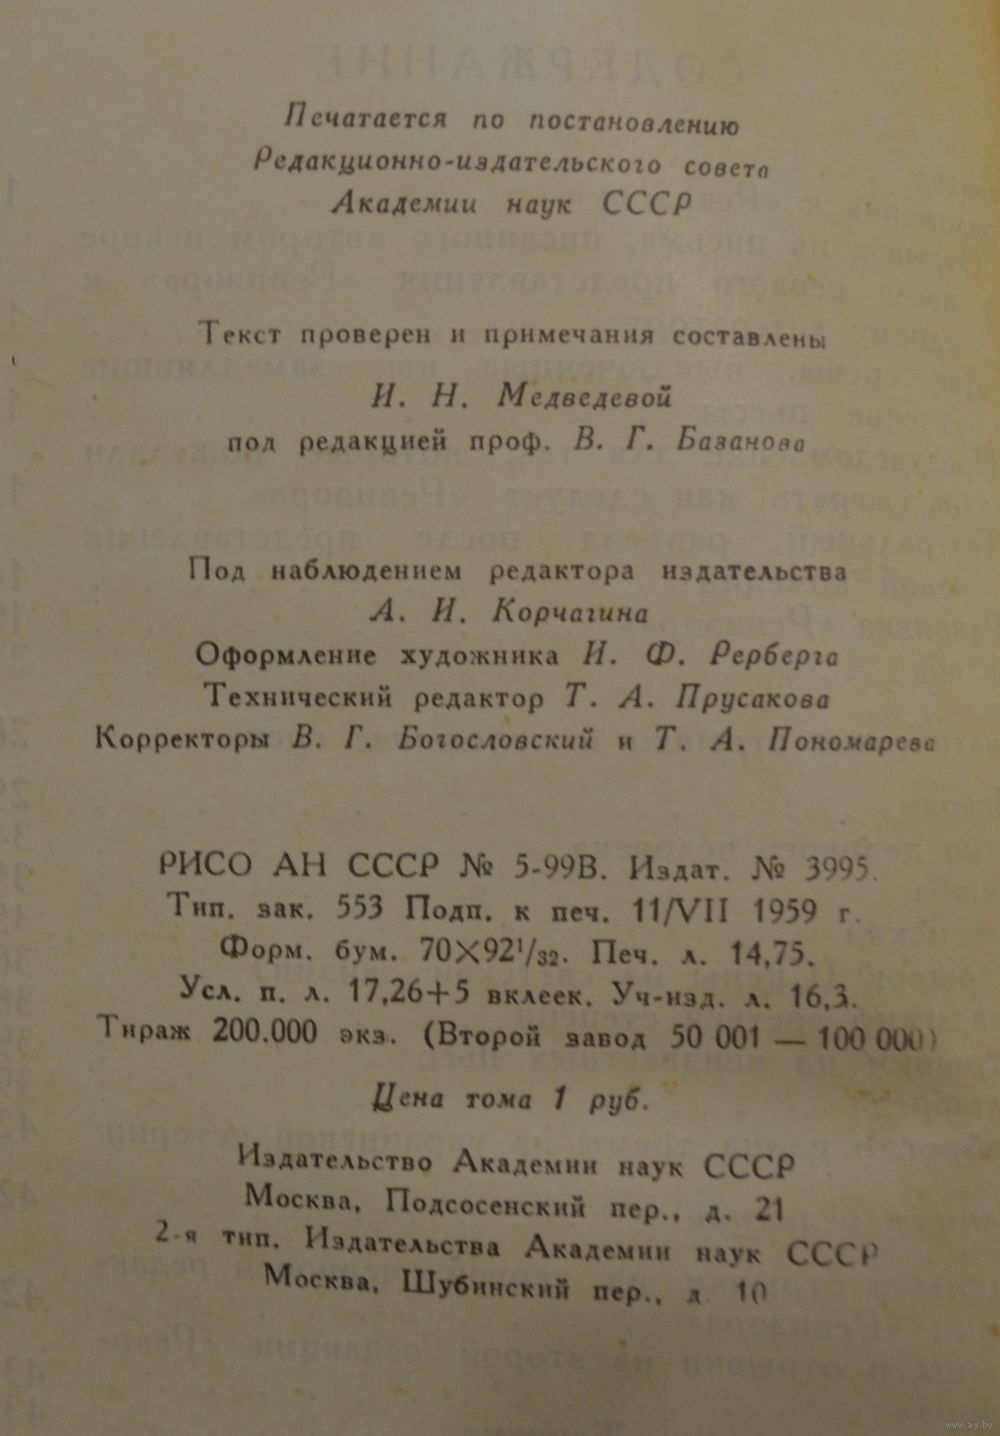 Печатается по постановлению
Редакционно-издательского совета
Академии наук СССР
Текст проверен и примечания составлены
И. Н. Медведевой
под редакцией проф. В. Г. Базанова
Под наблюдением редактора издательства
А. И. Корчагина
Оформление художника И. Ф. Рерберга
Технический редактор Т. А. Прусакова
Корректоры В. Г. Богословский и Т. А. Пономарева
РИСО АН СССР № 5-99В. Издат. № 3995.
Тип. зак. 553 Подп. к печ. 11/VII 1959 г.
Форм. бум. 70×92¹/₃₂. Печ. л. 14,75.
Усл. п. л. 17,26+5 вклеек. Уч-изд. л. 16,3.
Тираж 200.000 экз. (Второй завод 50 001 — 100 000)
Цена тома 1 руб.
Издательство Академии наук СССР
Москва, Подсосенский пер., д. 21
2-я тип. Издательства Академии наук СССР
Москва, Шубинский пер., д 10
www.ay.by